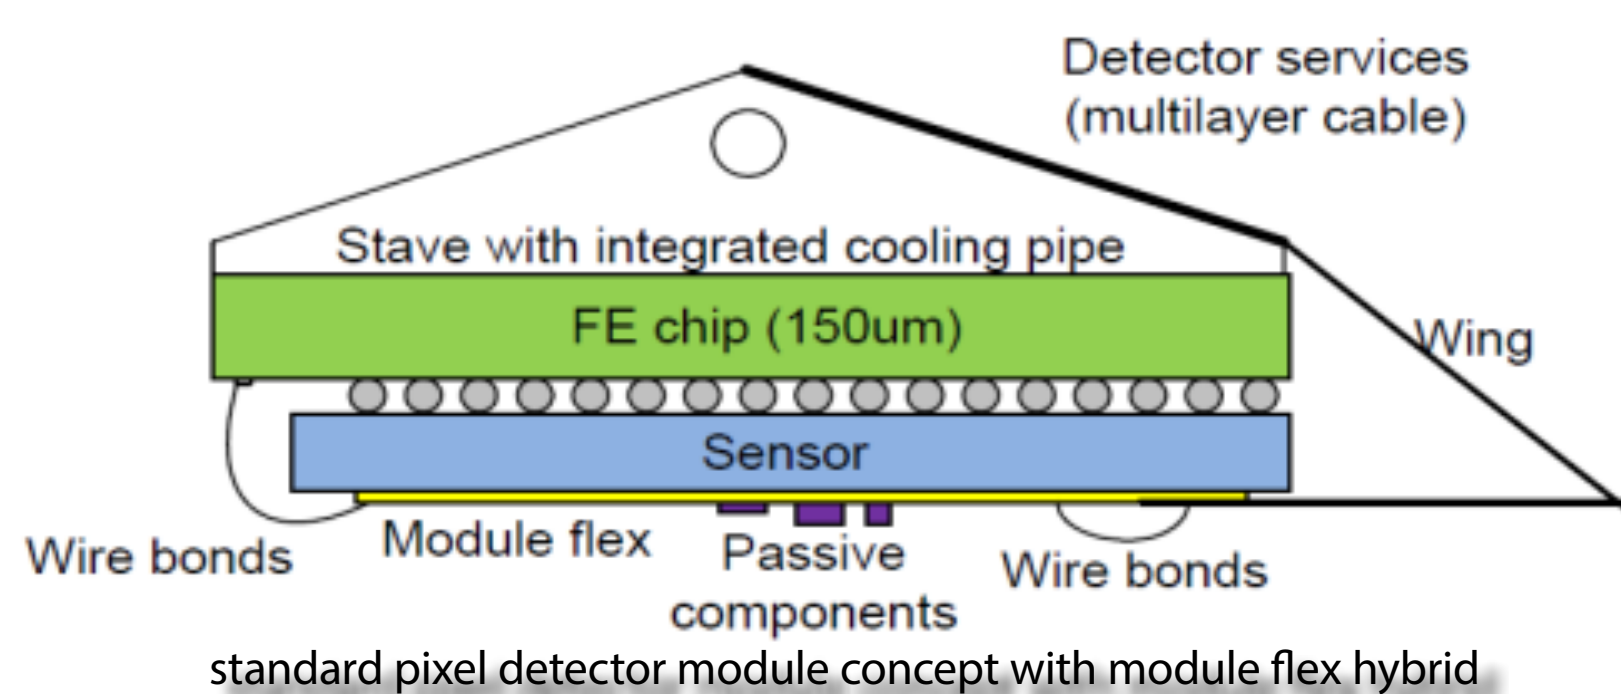 Detector services
(multilayer cable)
Stave with integrated cooling pipe
FE chip (150um)
Wing
Sensor
Wire bonds
Module flex
Passive
components
Wire bonds
standard pixel detector module concept with module flex hybrid